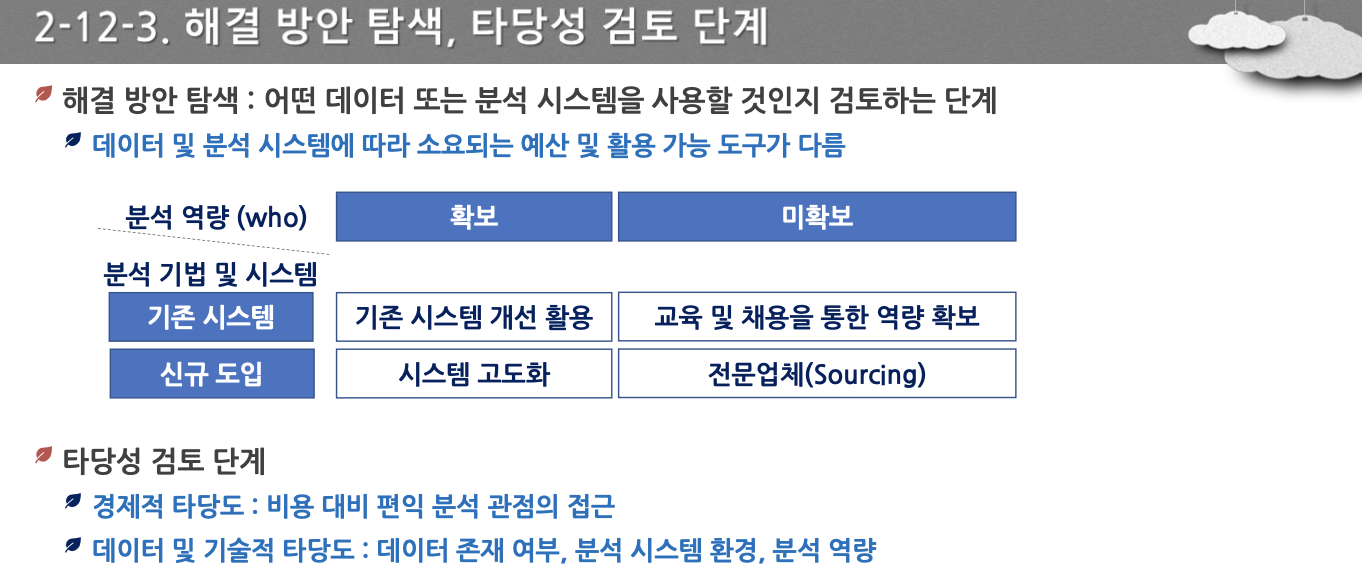 2-12-3. 해결 방안 탐색, 타당성 검토 단계
해결 방안 탐색 : 어떤 데이터 또는 분석 시스템을 사용할 것인지 검토하는 단계
데이터 및 분석 시스템에 따라 소요되는 예산 및 활용 가능 도구가 다름
분석 역량 (who) 확보 미확보
분석 기법 및 시스템
기존 시스템 기존 시스템 개선 활용 교육 및 채용을 통한 역량 확보
신규 도입 시스템 고도화 전문업체(Sourcing)
타당성 검토 단계
경제적 타당도 : 비용 대비 편익 분석 관점의 접근
데이터 및 기술적 타당도 : 데이터 존재 여부, 분석 시스템 환경, 분석 역량